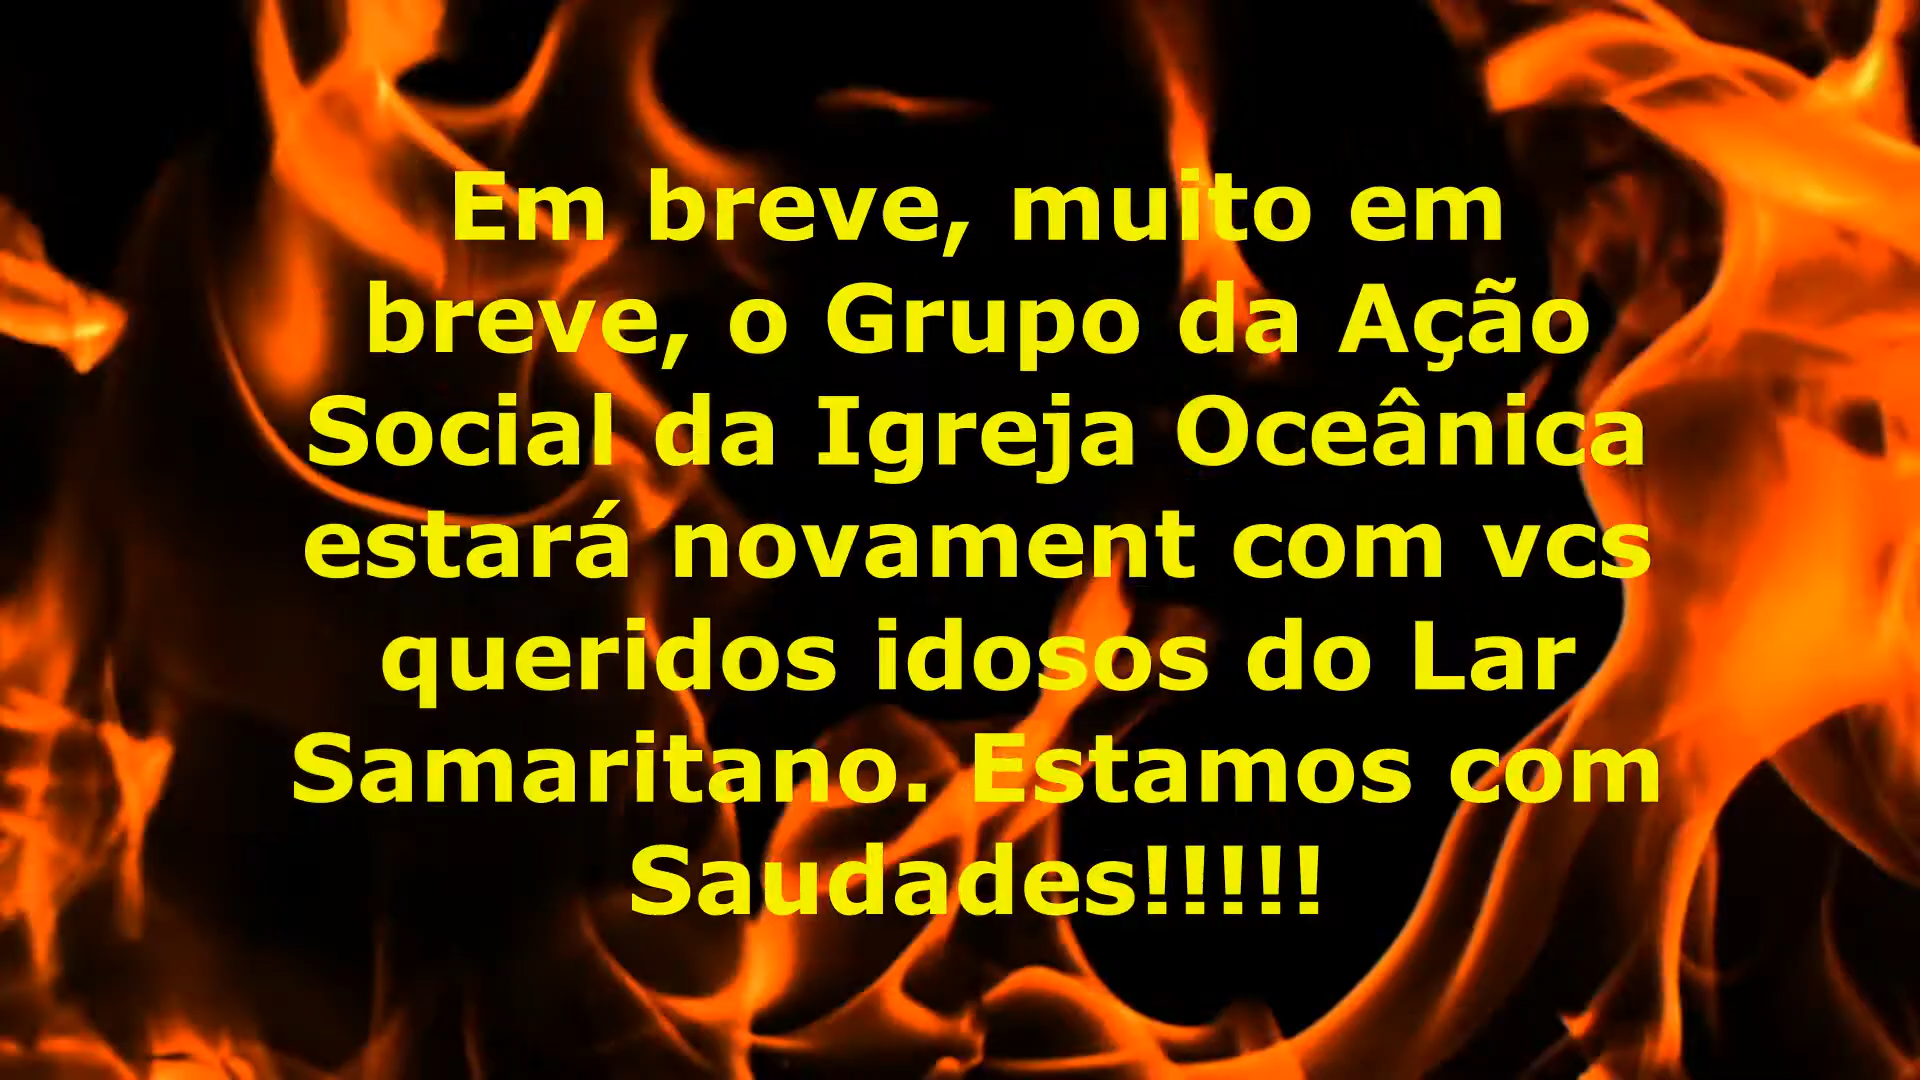 Em breve, muito em
breve, o Grupo da Ação
Social da Igreja Oceânica
estará novament com vcs
queridos idosos do Lar
Samaritano. Estamos com
Saudades!!!!!